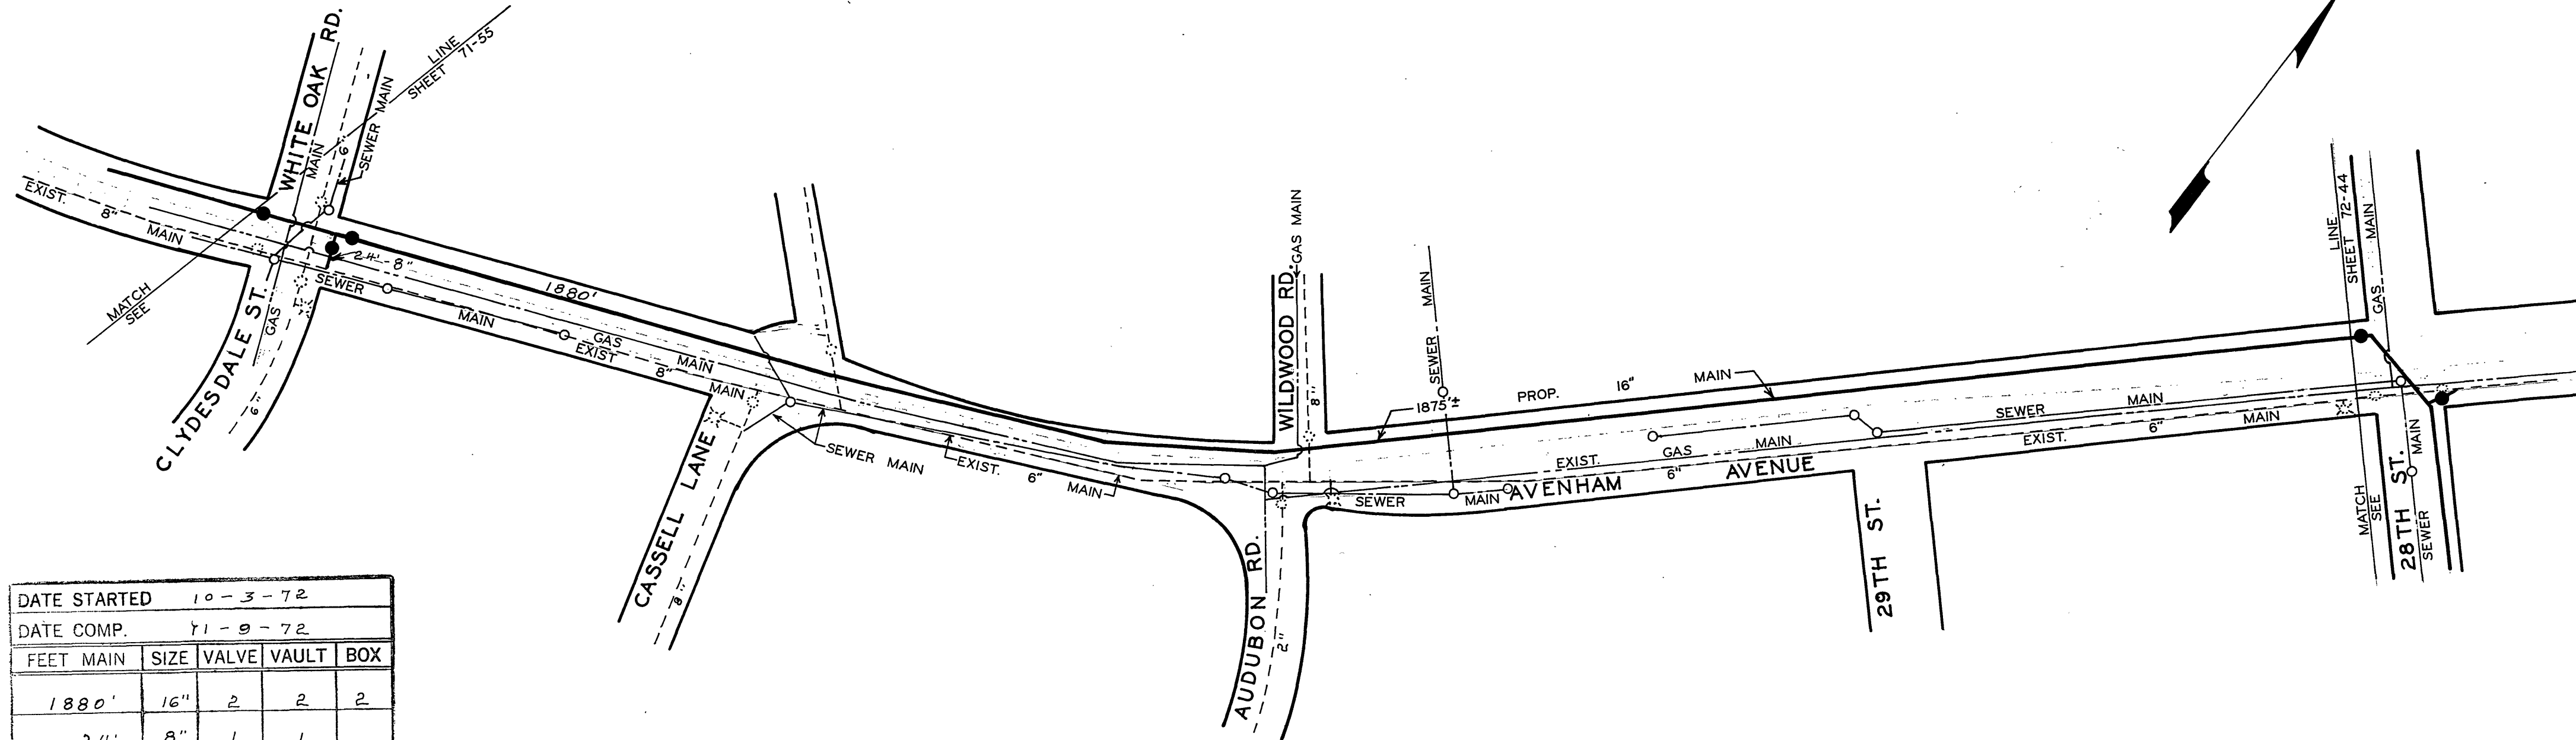 WHITE OAK RD.
LINE
SHEET 71-55
SEWER MAIN
MAIN
6"
EXIST. 8" MAIN
MATCH
SEE
GAS
CLYDESDALE ST.
6"
24'-8"
SEWER MAIN
1880'
GAS MAIN
EXIST 8" MAIN
CASSELL LANE
8"
SEWER MAIN
EXIST. 6" MAIN
WILDWOOD RD.
GAS MAIN
8"
SEWER MAIN
AUDUBON RD.
2"
1875'±
PROP. 16" MAIN
SEWER MAIN
EXIST. GAS MAIN
6"
AVENHAM AVENUE
29TH ST.
SEWER MAIN
EXIST. 6" MAIN
LINE
SHEET 72-44
GAS MAIN
MATCH
SEE
28TH ST.
MAIN
SEWER
DATE STARTED 10-3-72
DATE COMP. 11-9-72
FEET MAIN SIZE VALVE VAULT BOX
1880' 16" 2 2 2
24' 8" 1 1